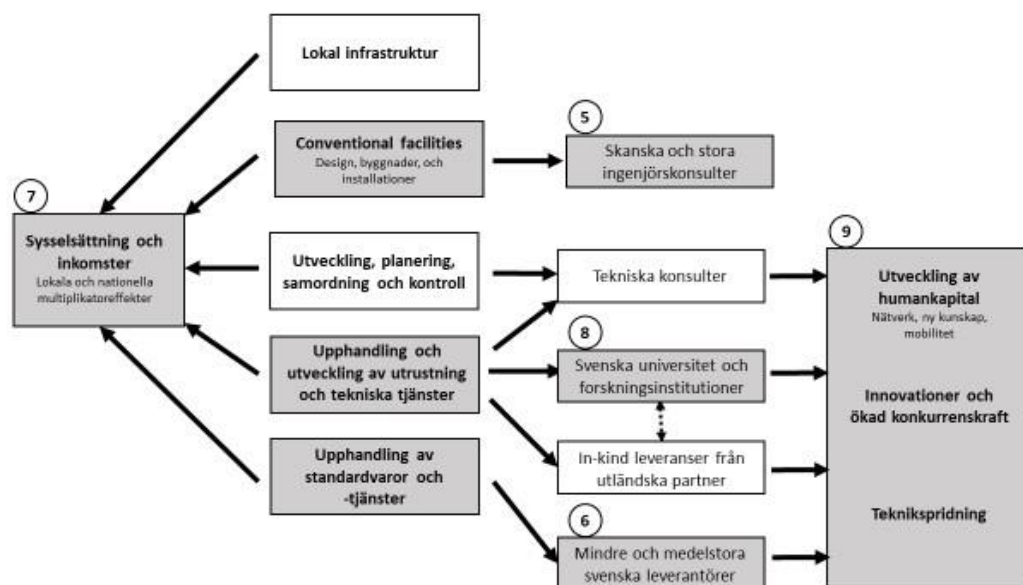 Lokal infrastruktur
5
Conventional facilities
Design, byggnader, och
installationer
Skanska och stora
ingenjörskonsulter
7
Sysselsättning och
inkomster
Lokala och nationella
multiplikatoreffekter
Utveckling, planering,
samordning och kontroll
Tekniska konsulter
9
Utveckling av
humankapital
Nätverk, ny kunskap,
mobilitet
Innovationer och
ökad konkurrenskraft
Teknikspridning
Upphandling och
utveckling av utrustning
och tekniska tjänster
8
Svenska universitet och
forskningsinstitutioner
Upphandling av
standardvaror och
-tjänster
In-kind leveranser från
utländska partner
6
Mindre och medelstora
svenska leverantörer